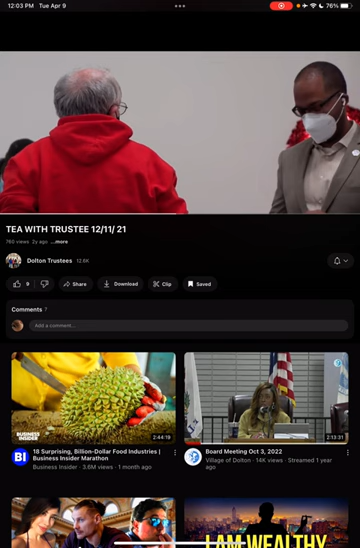 12:03 PM Tue Apr 9
76%
TEA WITH TRUSTEE 12/11/ 21
760 views 2y ago ...more
Dolton Trustees 12.6K
9 Share Download Clip Saved
Comments 7
Add a comment...
BUSINESS
INSIDER
2:44:19
2:13:31
BI
18 Surprising, Billion-Dollar Food Industries |
Business Insider Marathon
Business Insider · 3.6M views · 1 month
ago
Board Meeting Oct 3, 2022
Village of Dolton · 14K views · Streamed 1 year
ago
I AM WEALTHY